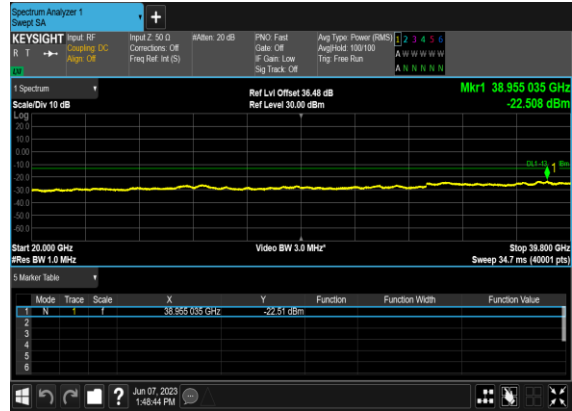 Spectrum Analyzer 1
Swept SA
+
KEYSIGHT Input: RF Input Z: 50 Ω #Atten: 20 dB PNO: Fast Avg Type: Power (RMS) 1 2 3 4 5 6
R T Coupling: DC Corrections: Off Gate: Off Avg|Hold: 100/100 A W W W W W
Align: Off Freq Ref: Int (S) IF Gain: Low Trig: Free Run
Sig Track: Off A N N N N N
1 Spectrum Ref Lvl Offset 36.48 dB Mkr1 38.955 035 GHz
Scale/Div 10 dB Ref Level 30.00 dBm -22.508 dBm
Log
20.0
10.0
0.00
-10.0
1
-20.0
-30.0
-40.0
-50.0
-60.0
Start 20.000 GHz Video BW 3.0 MHz* Stop 39.800 GHz
#Res BW 1.0 MHz Sweep 34.7 ms (40001 pts)
5 Marker Table
Mode Trace Scale X Y Function Function Width Function Value
1 N 1 f 38.955 035 GHz -22.51 dBm
2
3
4
5
6
? Jun 07, 2023
1:48:44 PM